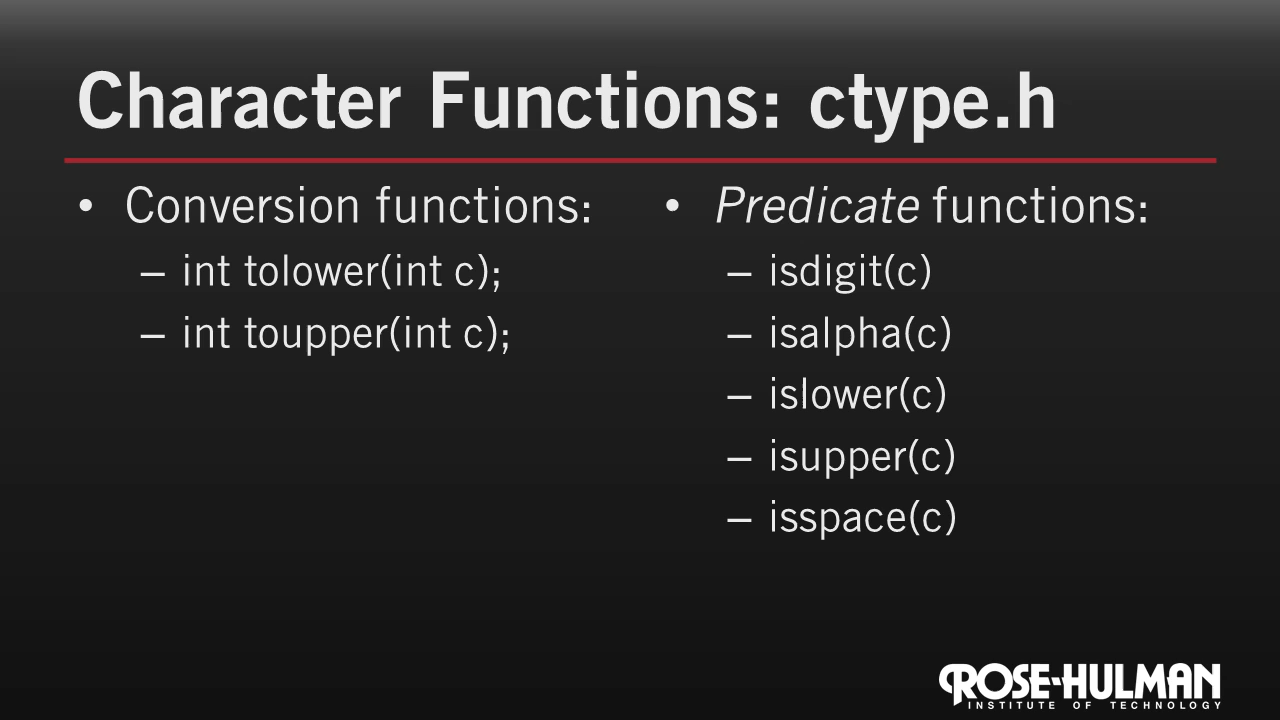 Character Functions: ctype.h
• Conversion functions:
– int tolower(int c);
– int toupper(int c);
• Predicate functions:
– isdigit(c)
– isalpha(c)
– islower(c)
– isupper(c)
– isspace(c)
ROSE-HULMAN
INSTITUTE OF TECHNOLOGY